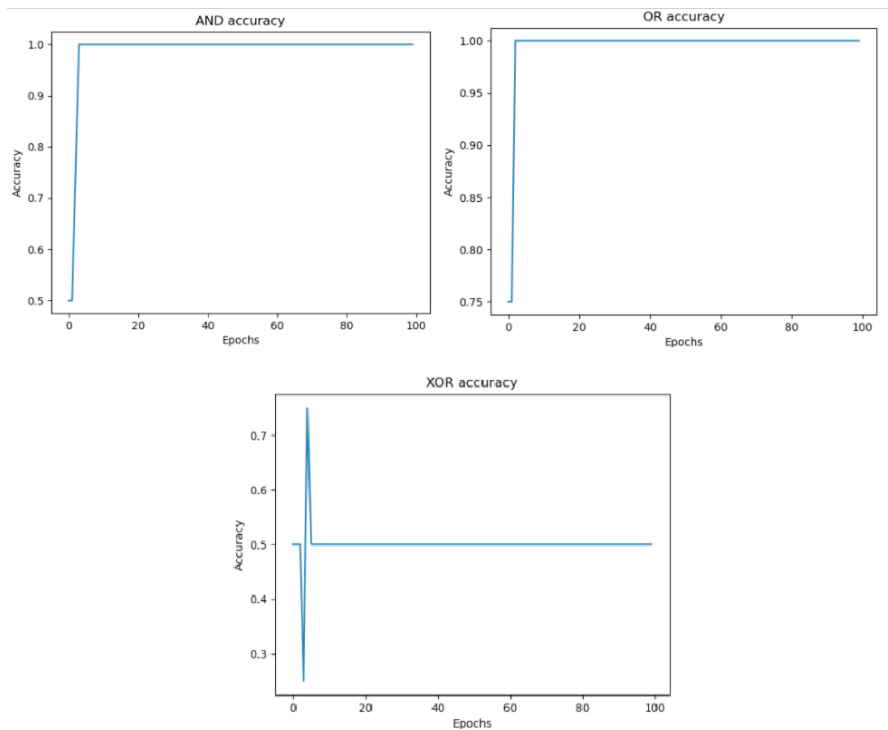 AND accuracy
1.0
0.9
0.8
0.7
0.6
0.5
Accuracy
0 20 40 60 80 100
Epochs
OR accuracy
1.00
0.95
0.90
0.85
0.80
0.75
Accuracy
0 20 40 60 80 100
Epochs
XOR accuracy
0.7
0.6
0.5
0.4
0.3
Accuracy
0 20 40 60 80 100
Epochs